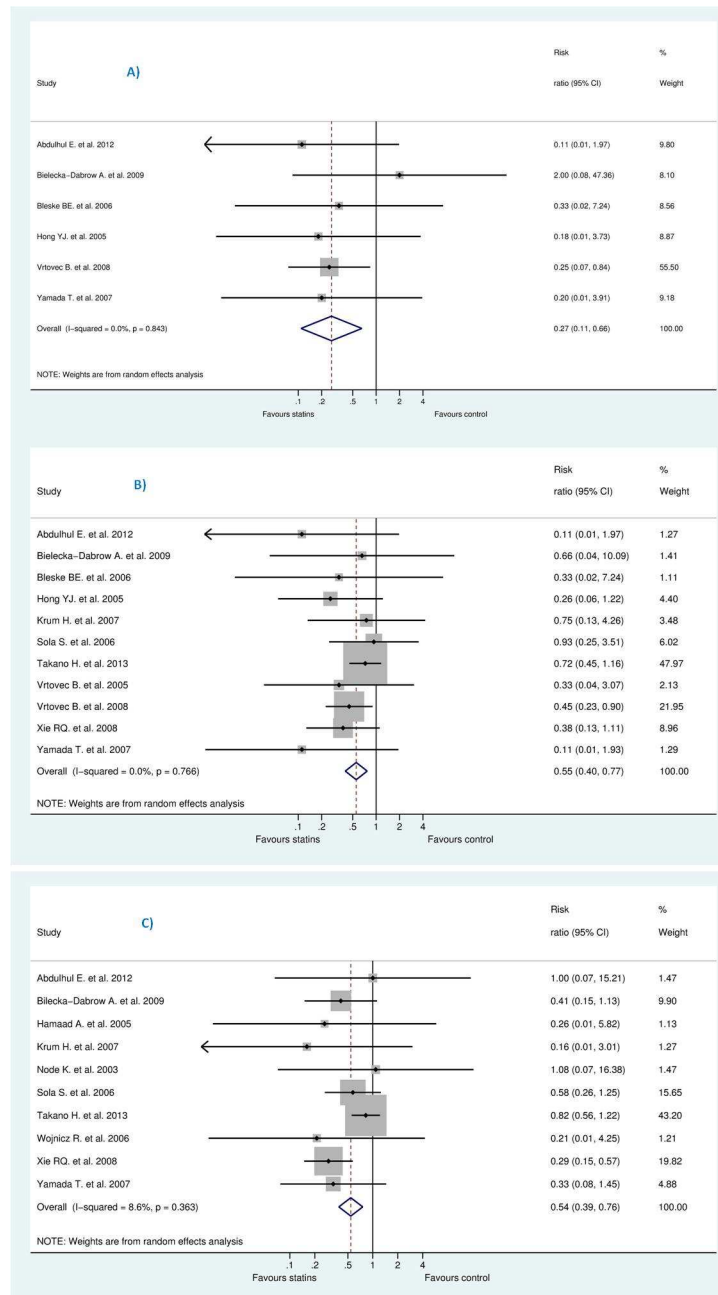 A)
Risk %
Study ratio (95% CI) Weight
Abdulhul E. et al. 2012 0.11 (0.01, 1.97) 9.80
Bielecka−Dabrow A. et al. 2009 2.00 (0.08, 47.36) 8.10
Bleske BE. et al. 2006 0.33 (0.02, 7.24) 8.56
Hong YJ. et al. 2005 0.18 (0.01, 3.73) 8.87
Vrtovec B. et al. 2008 0.25 (0.07, 0.84) 55.50
Yamada T. et al. 2007 0.20 (0.01, 3.91) 9.18
Overall (I−squared = 0.0%, p = 0.843) 0.27 (0.11, 0.66) 100.00
NOTE: Weights are from random effects analysis
.1 .2 .5 1 2 4
Favours statins Favours control
B)
Risk %
Study ratio (95% CI) Weight
Abdulhul E. et al. 2012 0.11 (0.01, 1.97) 1.27
Bielecka−Dabrow A. et al. 2009 0.66 (0.04, 10.09) 1.41
Bleske BE. et al. 2006 0.33 (0.02, 7.24) 1.11
Hong YJ. et al. 2005 0.26 (0.06, 1.22) 4.40
Krum H. et al. 2007 0.75 (0.13, 4.26) 3.48
Sola S. et al. 2006 0.93 (0.25, 3.51) 6.02
Takano H. et al. 2013 0.72 (0.45, 1.16) 47.97
Vrtovec B. et al. 2005 0.33 (0.04, 3.07) 2.13
Vrtovec B. et al. 2008 0.45 (0.23, 0.90) 21.95
Xie RQ. et al. 2008 0.38 (0.13, 1.11) 8.96
Yamada T. et al. 2007 0.11 (0.01, 1.93) 1.29
Overall (I−squared = 0.0%, p = 0.766) 0.55 (0.40, 0.77) 100.00
NOTE: Weights are from random effects analysis
.1 .2 .5 1 2 4
Favours statins Favours control
C)
Risk %
Study ratio (95% CI) Weight
Abdulhul E. et al. 2012 1.00 (0.07, 15.21) 1.47
Bilecka−Dabrow A. et al. 2009 0.41 (0.15, 1.13) 9.90
Hamaad A. et al. 2005 0.26 (0.01, 5.82) 1.13
Krum H. et al. 2007 0.16 (0.01, 3.01) 1.27
Node K. et al. 2003 1.08 (0.07, 16.38) 1.47
Sola S. et al. 2006 0.58 (0.26, 1.25) 15.65
Takano H. et al. 2013 0.82 (0.56, 1.22) 43.20
Wojnicz R. et al. 2006 0.21 (0.01, 4.25) 1.21
Xie RQ. et al. 2008 0.29 (0.15, 0.57) 19.82
Yamada T. et al. 2007 0.33 (0.08, 1.45) 4.88
Overall (I−squared = 8.6%, p = 0.363) 0.54 (0.39, 0.76) 100.00
NOTE: Weights are from random effects analysis
.1 .2 .5 1 2 4
Favours statins Favours control